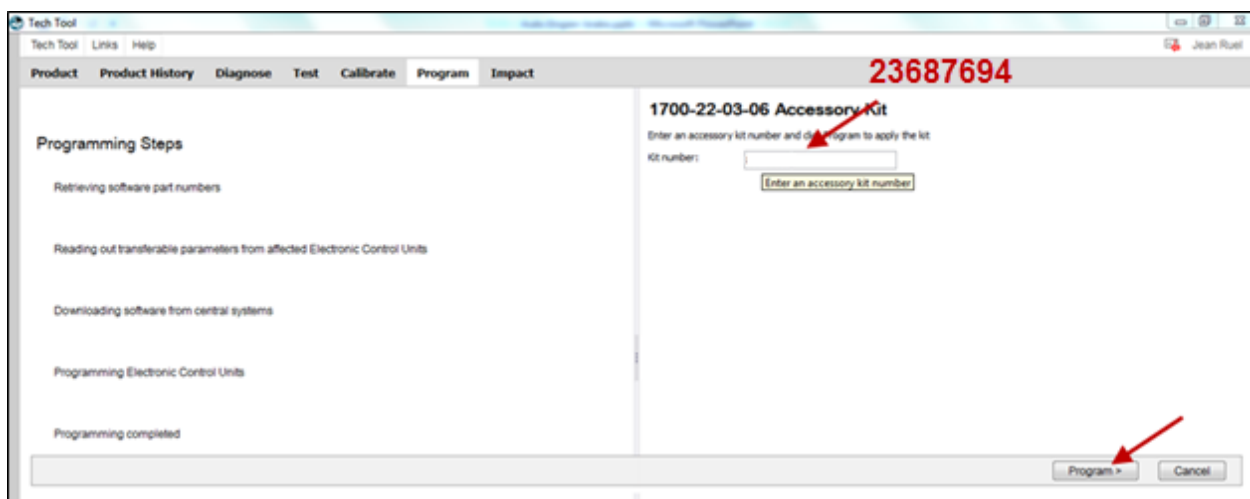 Tech Tool
Tech Tool Links Help
Jean Ruel
Product Product History Diagnose Test Calibrate Program Impact
23687694
1700-22-03-06 Accessory Kit
Enter an accessory kit number and click Program to apply the kit
Kit number:
Enter an accessory kit number
Programming Steps
Retrieving software part numbers
Reading out transferable parameters from affected Electronic Control Units
Downloading software from central systems
Programming Electronic Control Units
Programming completed
Program >
Cancel